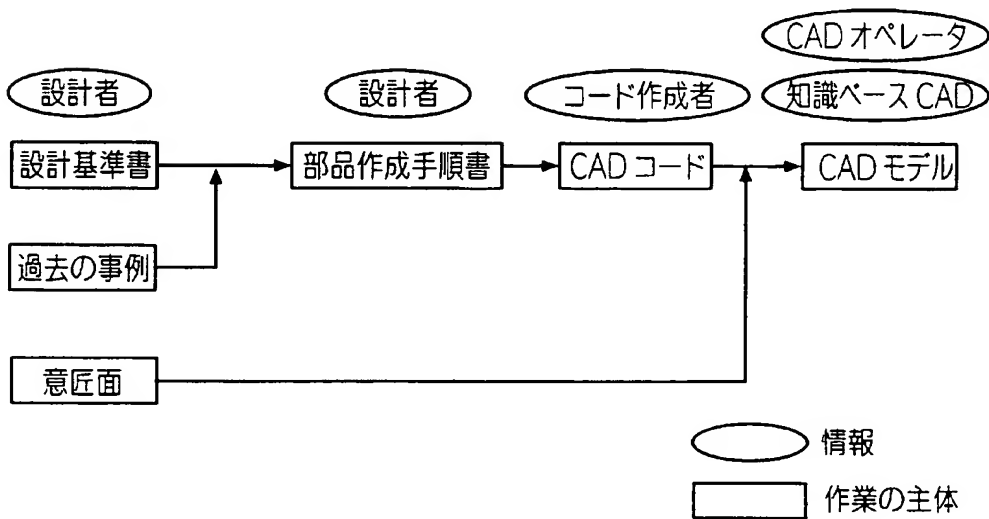 CADオペレータ
設計者
設計者
コード作成者
知識ベースCAD
設計基準書
部品作成手順書
CADコード
CADモデル
過去の事例
意匠面
情報
作業の主体